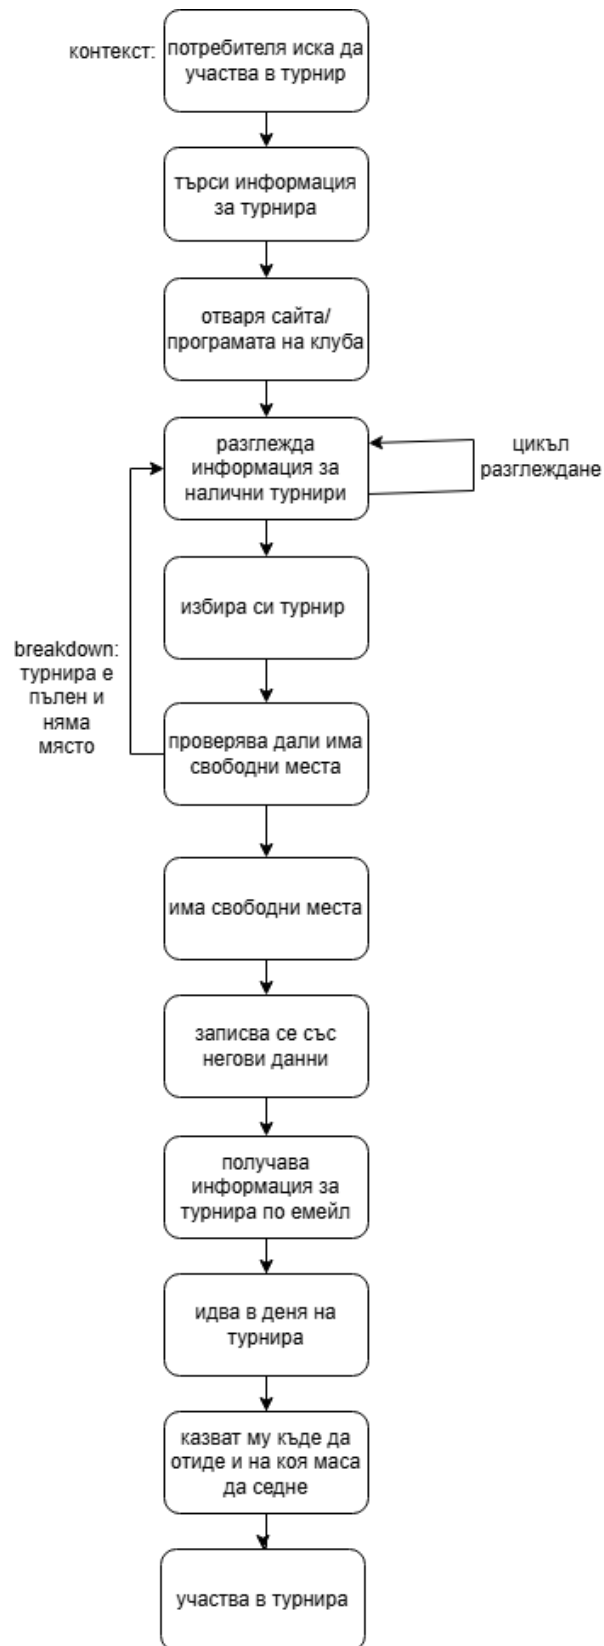 контекст:
потребителя иска да
участва в турнир
търси информация
за турнира
отваря сайта/
програмата на клуба
разглежда
информация за
налични турнири
цикъл
разглеждане
избира си турнир
breakdown:
турнира е
пълен и
няма
място
проверява дали има
свободни места
има свободни места
записва се със
негови данни
получава
информация за
турнира по емейл
идва в деня на
турнира
казват му къде да
отиде и на коя маса
да седне
участва в турнира